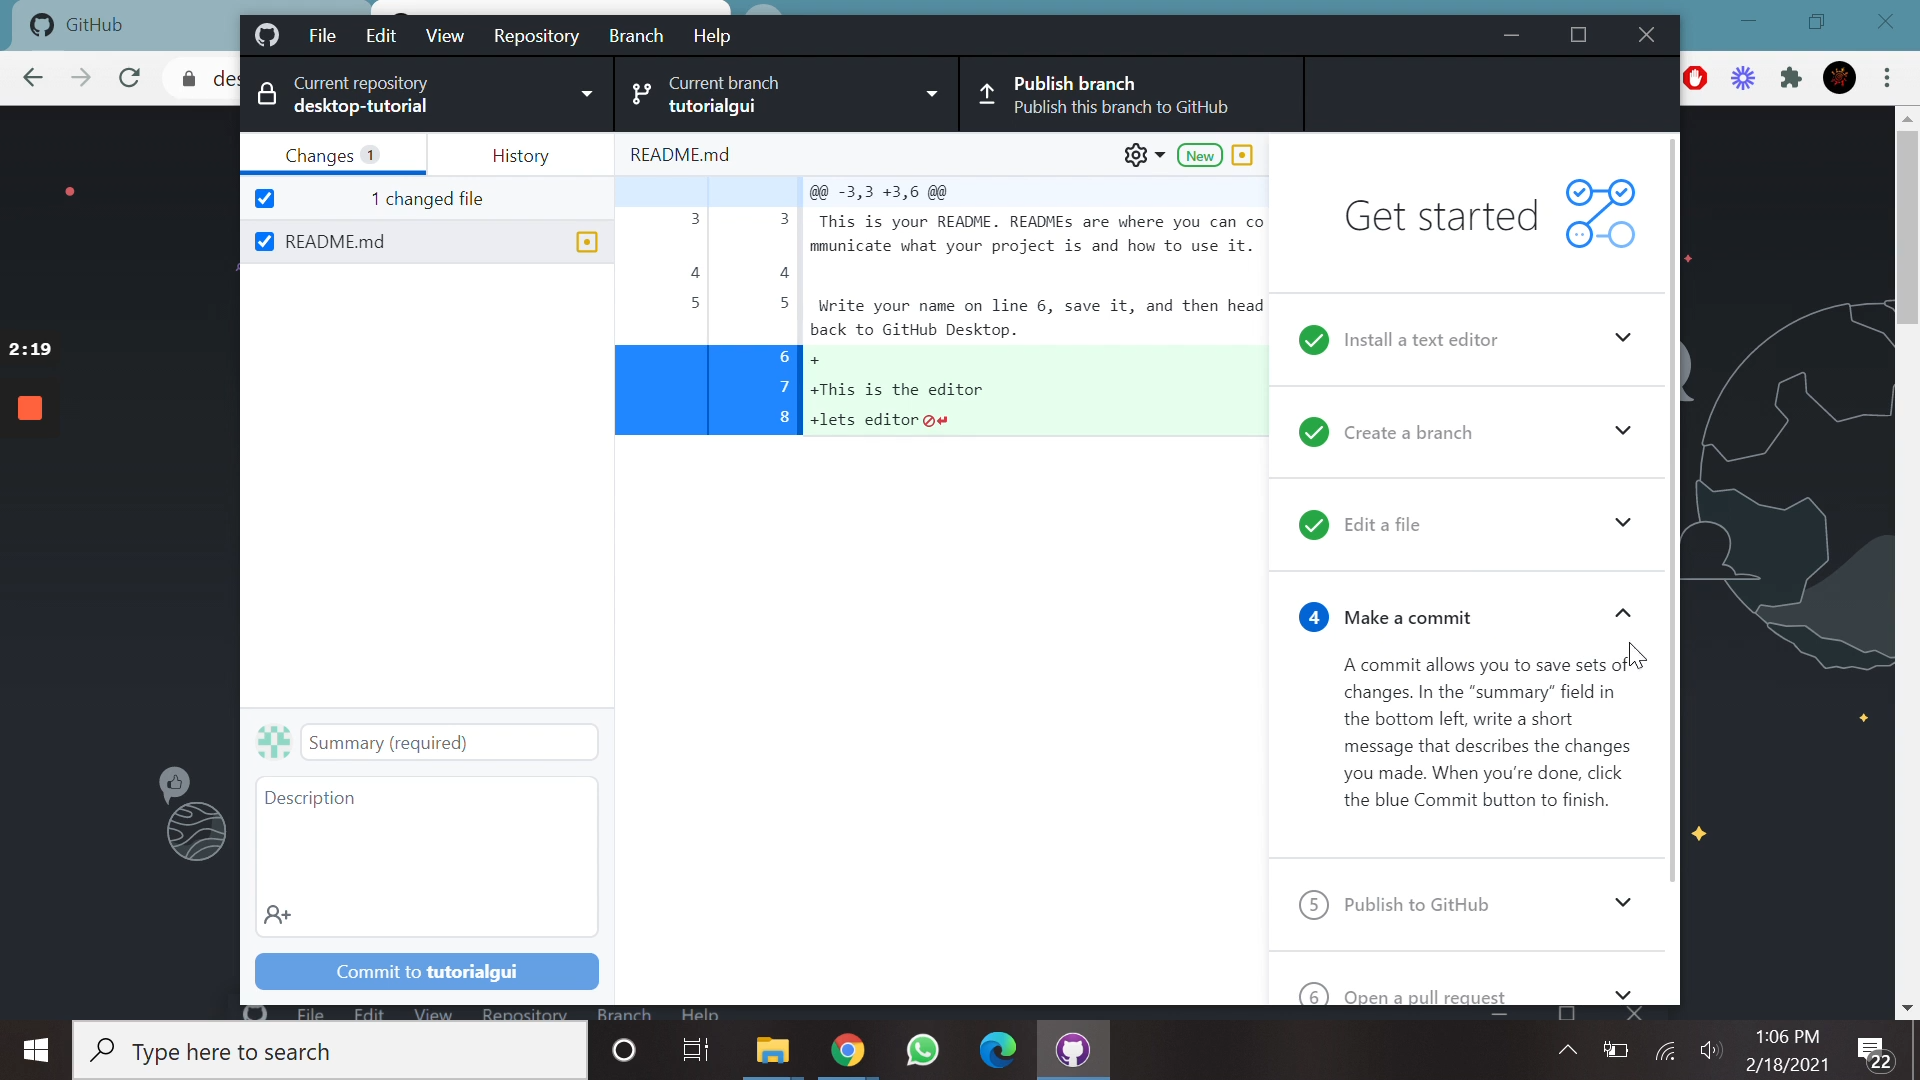 GitHub
des
2:19
File Edit View Repository Branch Help
Current repository
desktop-tutorial
Current branch
tutorialgui
Publish branch
Publish this branch to GitHub
Changes 1
History
1 changed file
README.md
Summary (required)
Description
Commit to tutorialgui
README.md
New
@@ -3,3 +3,6 @@
3 3 This is your README. READMEs are where you can co
mmunicate what your project is and how to use it.
4 4
5 5 Write your name on line 6, save it, and then head
back to GitHub Desktop.
6 +
7 +This is the editor
8 +lets editor
Get started
Install a text editor
Create a branch
Edit a file
4 Make a commit
A commit allows you to save sets of
changes. In the “summary” field in
the bottom left, write a short
message that describes the changes
you made. When you’re done, click
the blue Commit button to finish.
5 Publish to GitHub
6 Open a pull request
File Edit View Repository Branch Help
Type here to search
1:06 PM
2/18/2021
22